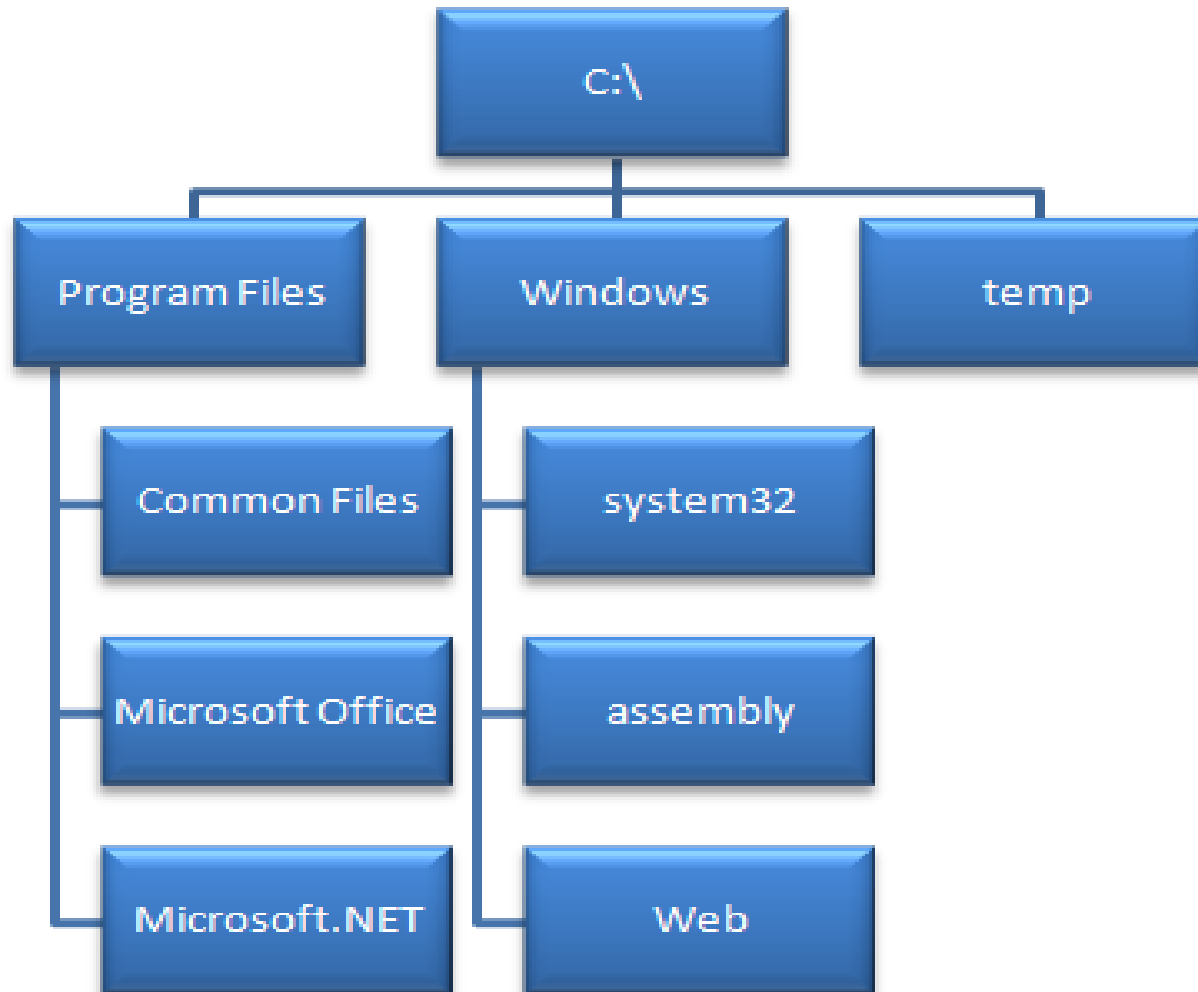 C:\
Program Files
Windows
temp
Common Files
system32
Microsoft Office
assembly
Microsoft.NET
Web